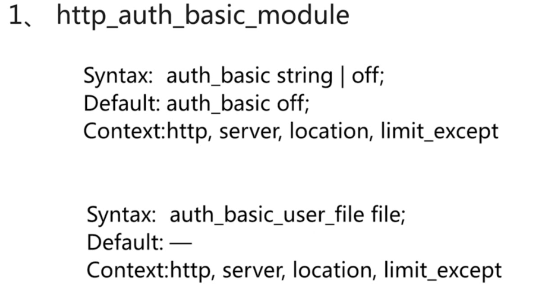 1、 http_auth_basic_module
Syntax: auth_basic string | off;
Default: auth_basic off;
Context:http, server, location, limit_except
Syntax: auth_basic_user_file file;
Default: —
Context:http, server, location, limit_except